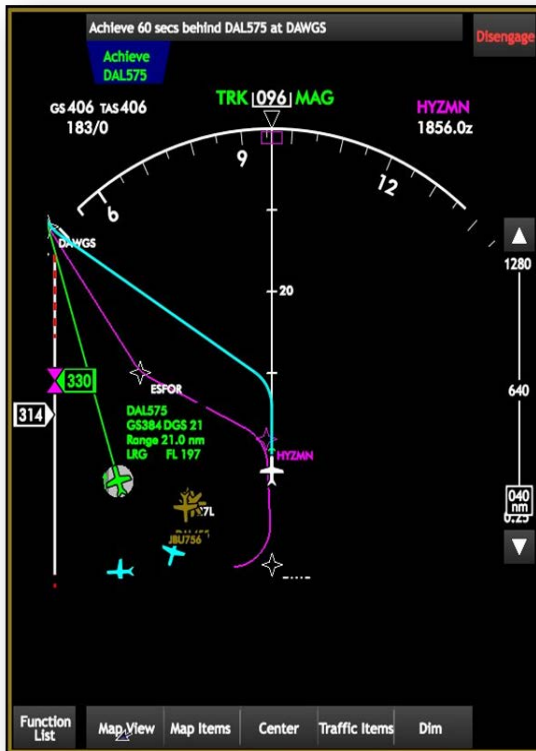 Achieve 60 secs behind DAL575 at DAWGS
Disengage
Achieve
DAL575
GS 406 TAS 406
183/0
TRK 096 MAG
HYZMN
1856.0z
6
9
12
DAWGS
20
1280
330
314
ESFOR
640
DAL575
GS384 DGS 21
Range 21.0 nm
LRG FL 197
HYZMN
7L
JBU756
040
nm
0.25
Function
List
Map View
Map Items
Center
Traffic Items
Dim